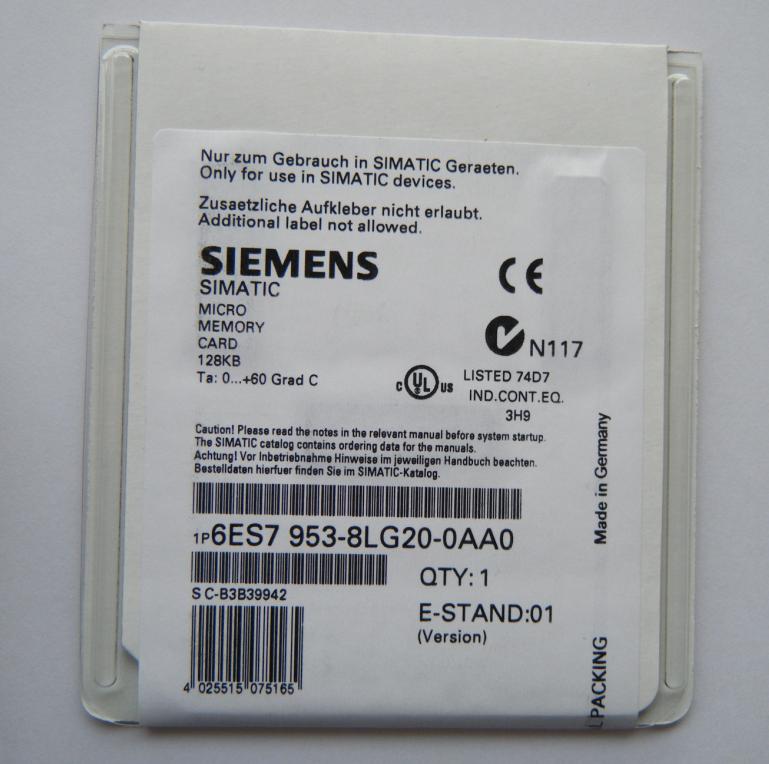 Nur zum Gebrauch in SIMATIC Geraeten.
Only for use in SIMATIC devices.
Zusaetzliche Aufkleber nicht erlaubt.
Additional label not allowed.
SIEMENS
SIMATIC
MICRO
MEMORY
CARD
128KB
Ta: 0...+60 Grad C
CE
N117
C UL US
LISTED 74D7
IND.CONT.EQ.
3H9
Caution! Please read the notes in the relevant manual before system startup.
The SIMATIC catalog contains ordering data for the manuals.
Achtung! Vor Inbetriebnahme Hinweise im jeweiligen Handbuch beachten.
Bestelldaten hierfuer finden Sie im SIMATIC-Katalog.
1P6ES7 953-8LG20-0AA0
S C-B3B39942
QTY: 1
E-STAND:01
(Version)
4 025515 075165
Made in Germany
PACKING